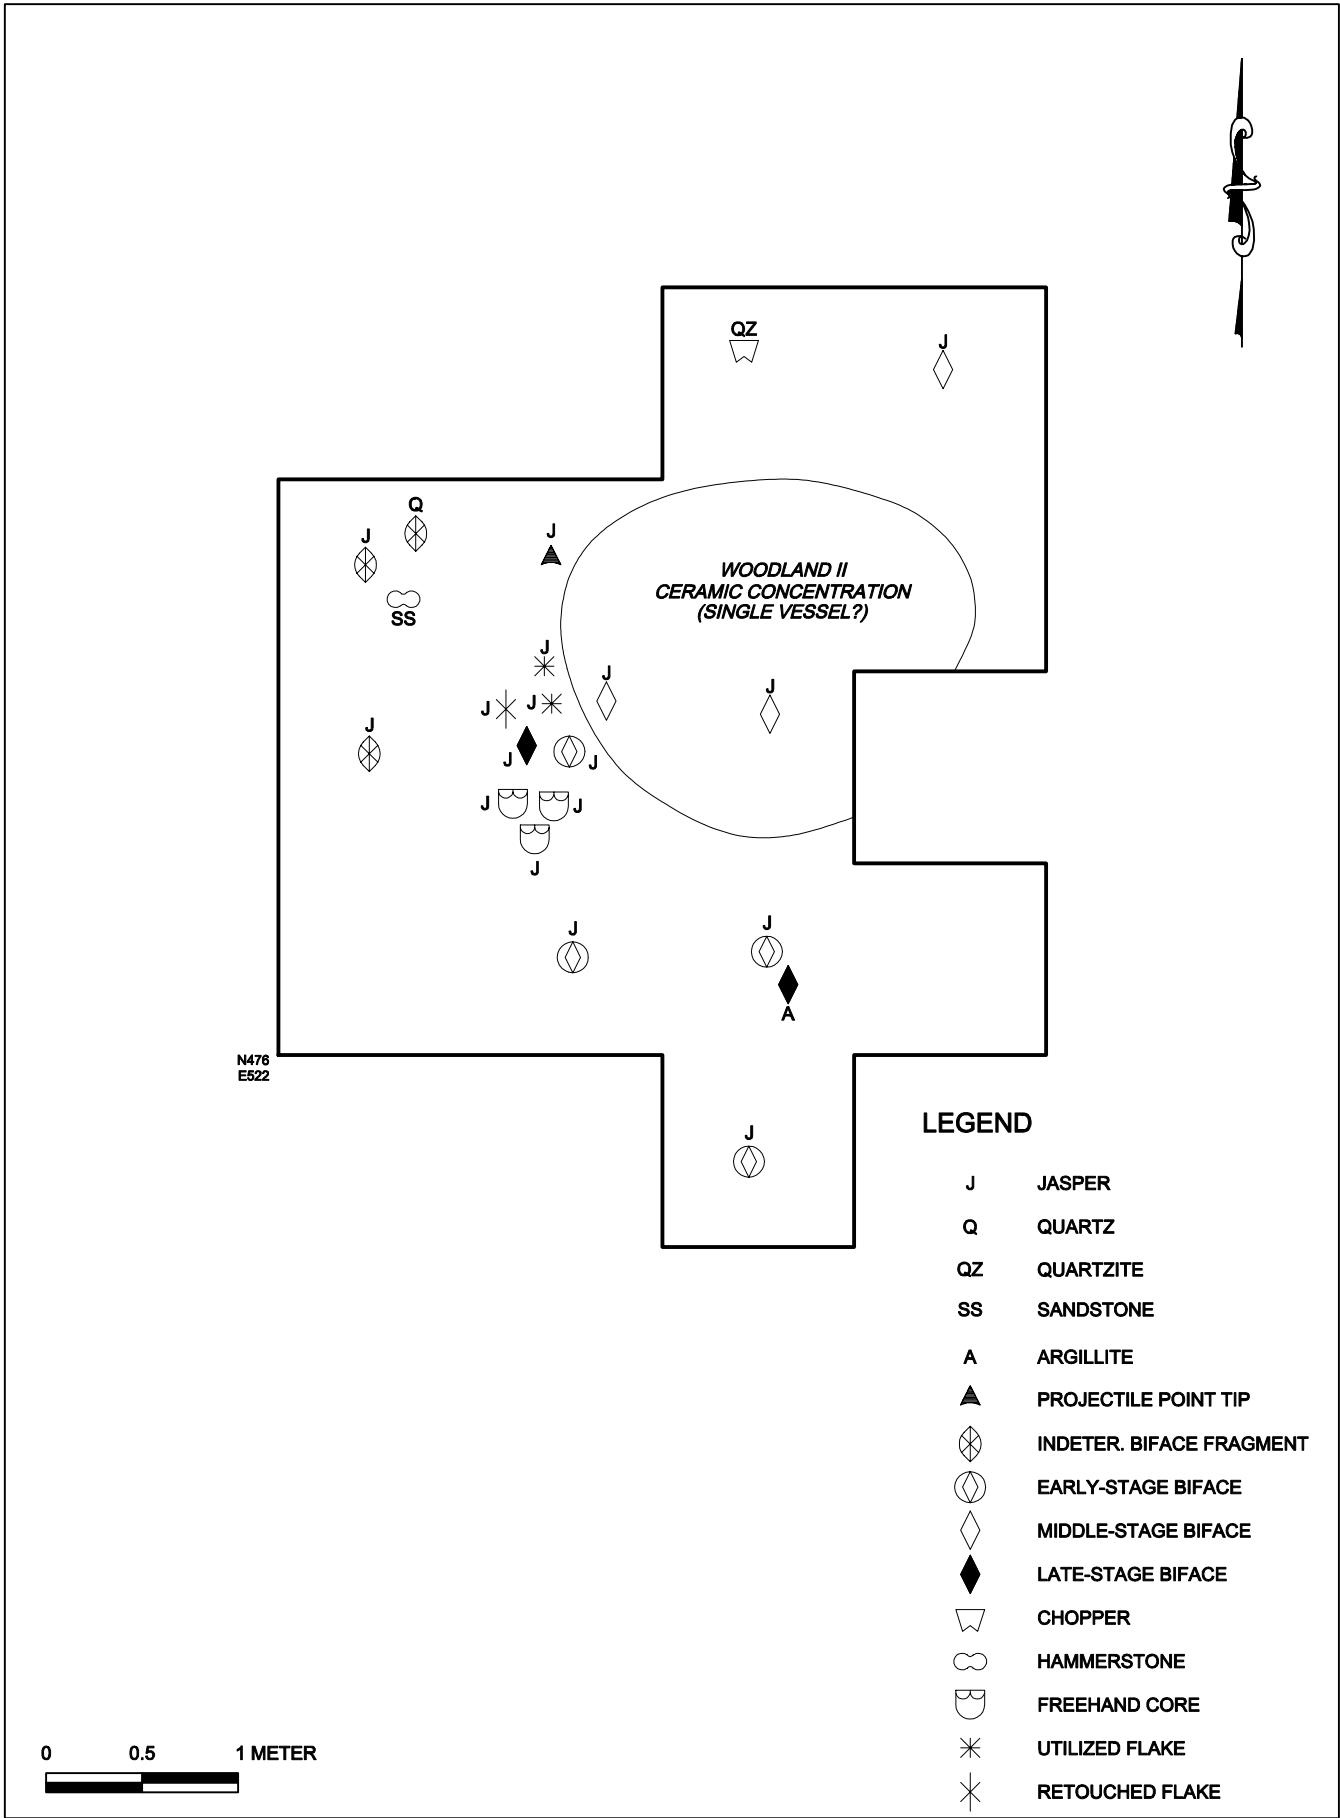 QZ
J
Q
J
J
SS
WOODLAND II
CERAMIC CONCENTRATION
(SINGLE VESSEL?)
J
J
J
J
J
J
J
J
J
J
J
J
J
A
N476
E522
J
LEGEND
J JASPER
Q QUARTZ
QZ QUARTZITE
SS SANDSTONE
A ARGILLITE
PROJECTILE POINT TIP
INDETER. BIFACE FRAGMENT
EARLY-STAGE BIFACE
MIDDLE-STAGE BIFACE
LATE-STAGE BIFACE
CHOPPER
HAMMERSTONE
FREEHAND CORE
UTILIZED FLAKE
RETOUCHED FLAKE
0 0.5 1 METER